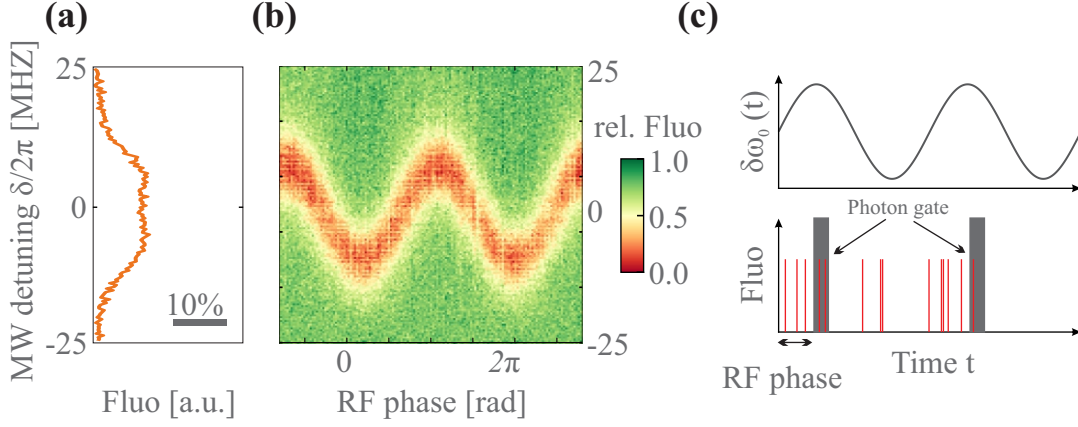 (a)
(b)
(c)
MW detuning δ/2π [MHZ]
25
0
-25
10%
Fluo [a.u.]
25
0
-25
0
2π
RF phase [rad]
rel. Fluo
1.0
0.5
0.0
δω₀ (t)
Photon gate
Fluo
RF phase
Time t